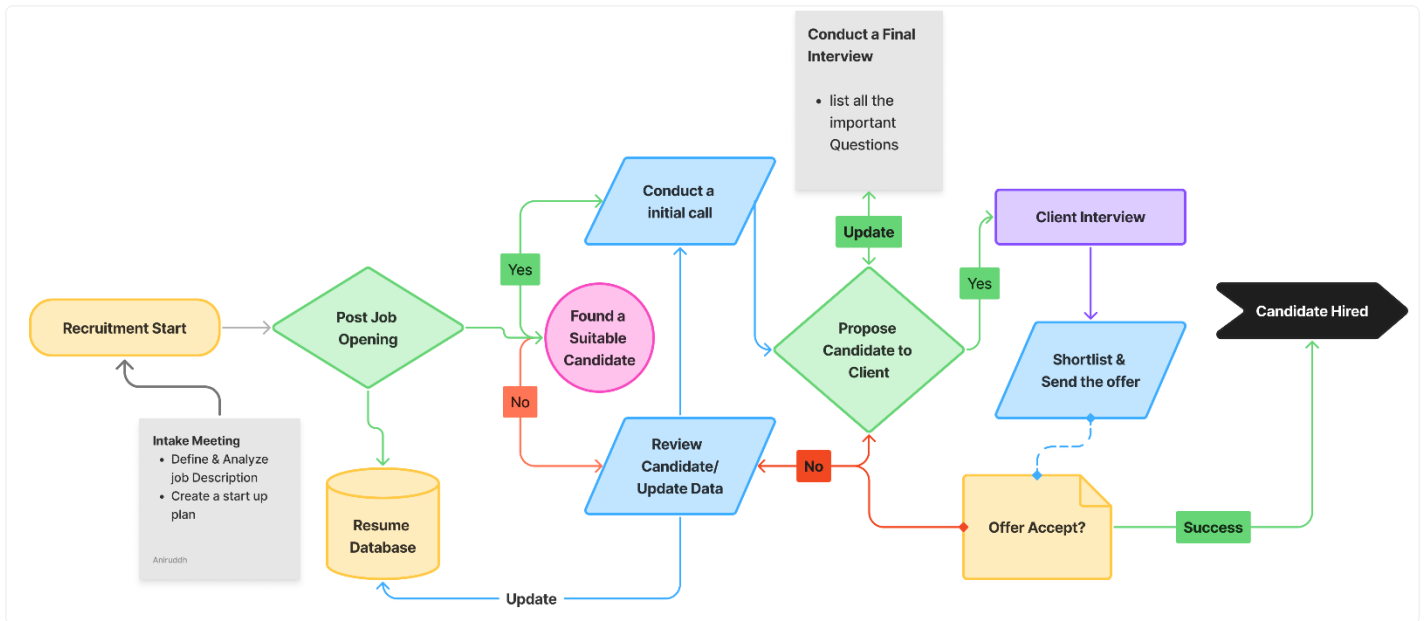 Conduct a Final
Interview
• list all the
important
Questions
Conduct a
initial call
Update
Client Interview
Yes
Yes
Recruitment Start
Post Job
Opening
Found a
Suitable
Candidate
Propose
Candidate to
Client
Candidate Hired
Shortlist &
Send the offer
No
Intake Meeting
• Define & Analyze
job Description
• Create a start up
plan
Aniruddh
Resume
Database
Review
Candidate/
Update Data
No
Offer Accept?
Success
Update